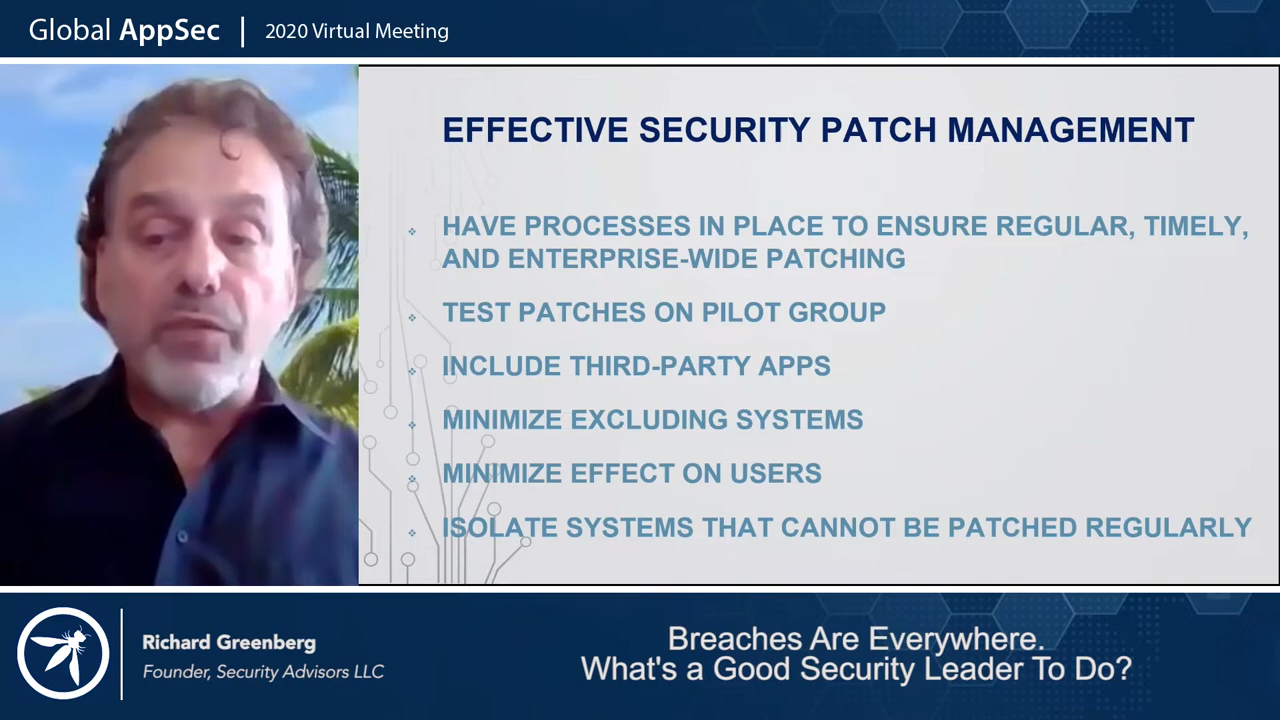 Global AppSec | 2020 Virtual Meeting
EFFECTIVE SECURITY PATCH MANAGEMENT
HAVE PROCESSES IN PLACE TO ENSURE REGULAR, TIMELY,
AND ENTERPRISE-WIDE PATCHING
TEST PATCHES ON PILOT GROUP
INCLUDE THIRD-PARTY APPS
MINIMIZE EXCLUDING SYSTEMS
MINIMIZE EFFECT ON USERS
ISOLATE SYSTEMS THAT CANNOT BE PATCHED REGULARLY
Richard Greenberg
Founder, Security Advisors LLC
Breaches Are Everywhere.
What's a Good Security Leader To Do?